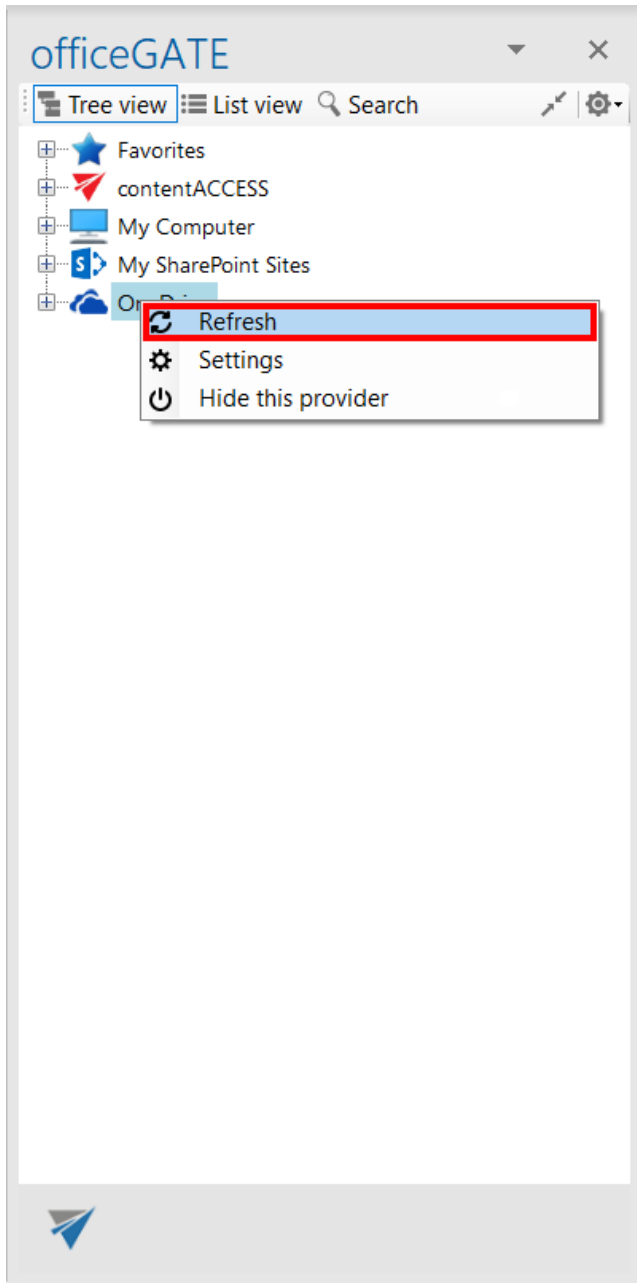 officeGATE
Tree view List view Search
Favorites
contentACCESS
My Computer
My SharePoint Sites
Refresh
Settings
Hide this provider